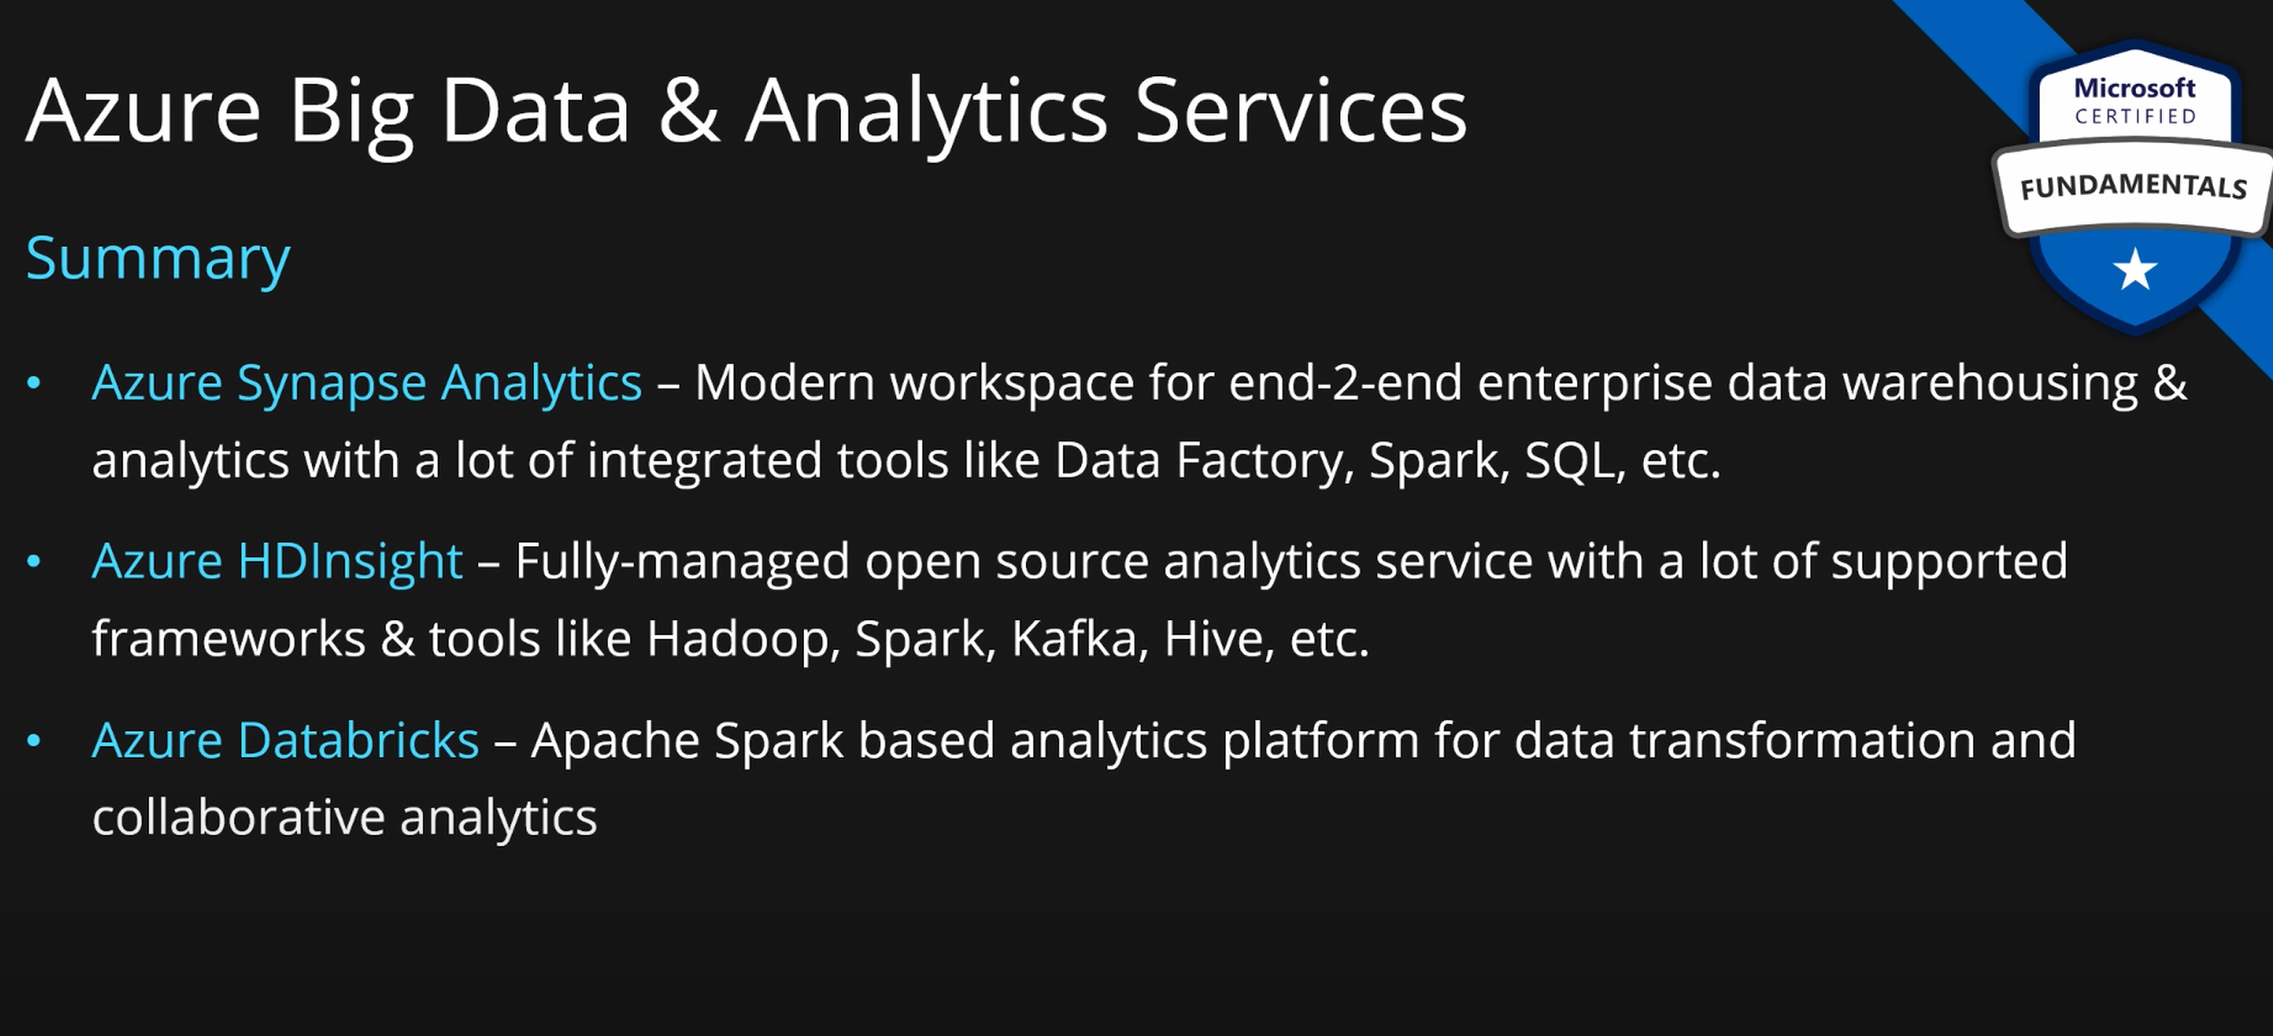 Azure Big Data & Analytics Services
Microsoft
CERTIFIED
FUNDAMENTALS
Summary
• Azure Synapse Analytics – Modern workspace for end-2-end enterprise data warehousing &
analytics with a lot of integrated tools like Data Factory, Spark, SQL, etc.
• Azure HDInsight – Fully-managed open source analytics service with a lot of supported
frameworks & tools like Hadoop, Spark, Kafka, Hive, etc.
• Azure Databricks – Apache Spark based analytics platform for data transformation and
collaborative analytics